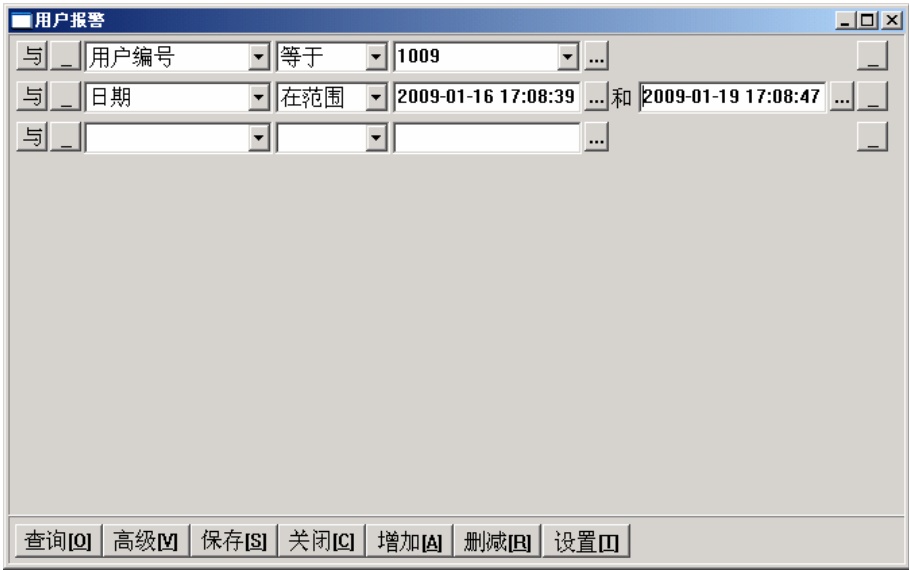 用户报警
与 _ 用户编号 等于 1009 ... _
与 _ 日期 在范围 2009-01-16 17:08:39 ... 和 2009-01-19 17:08:47 ... _
与 _ ... _
查询[O] 高级[V] 保存[S] 关闭[C] 增加[A] 删减[R] 设置[T]